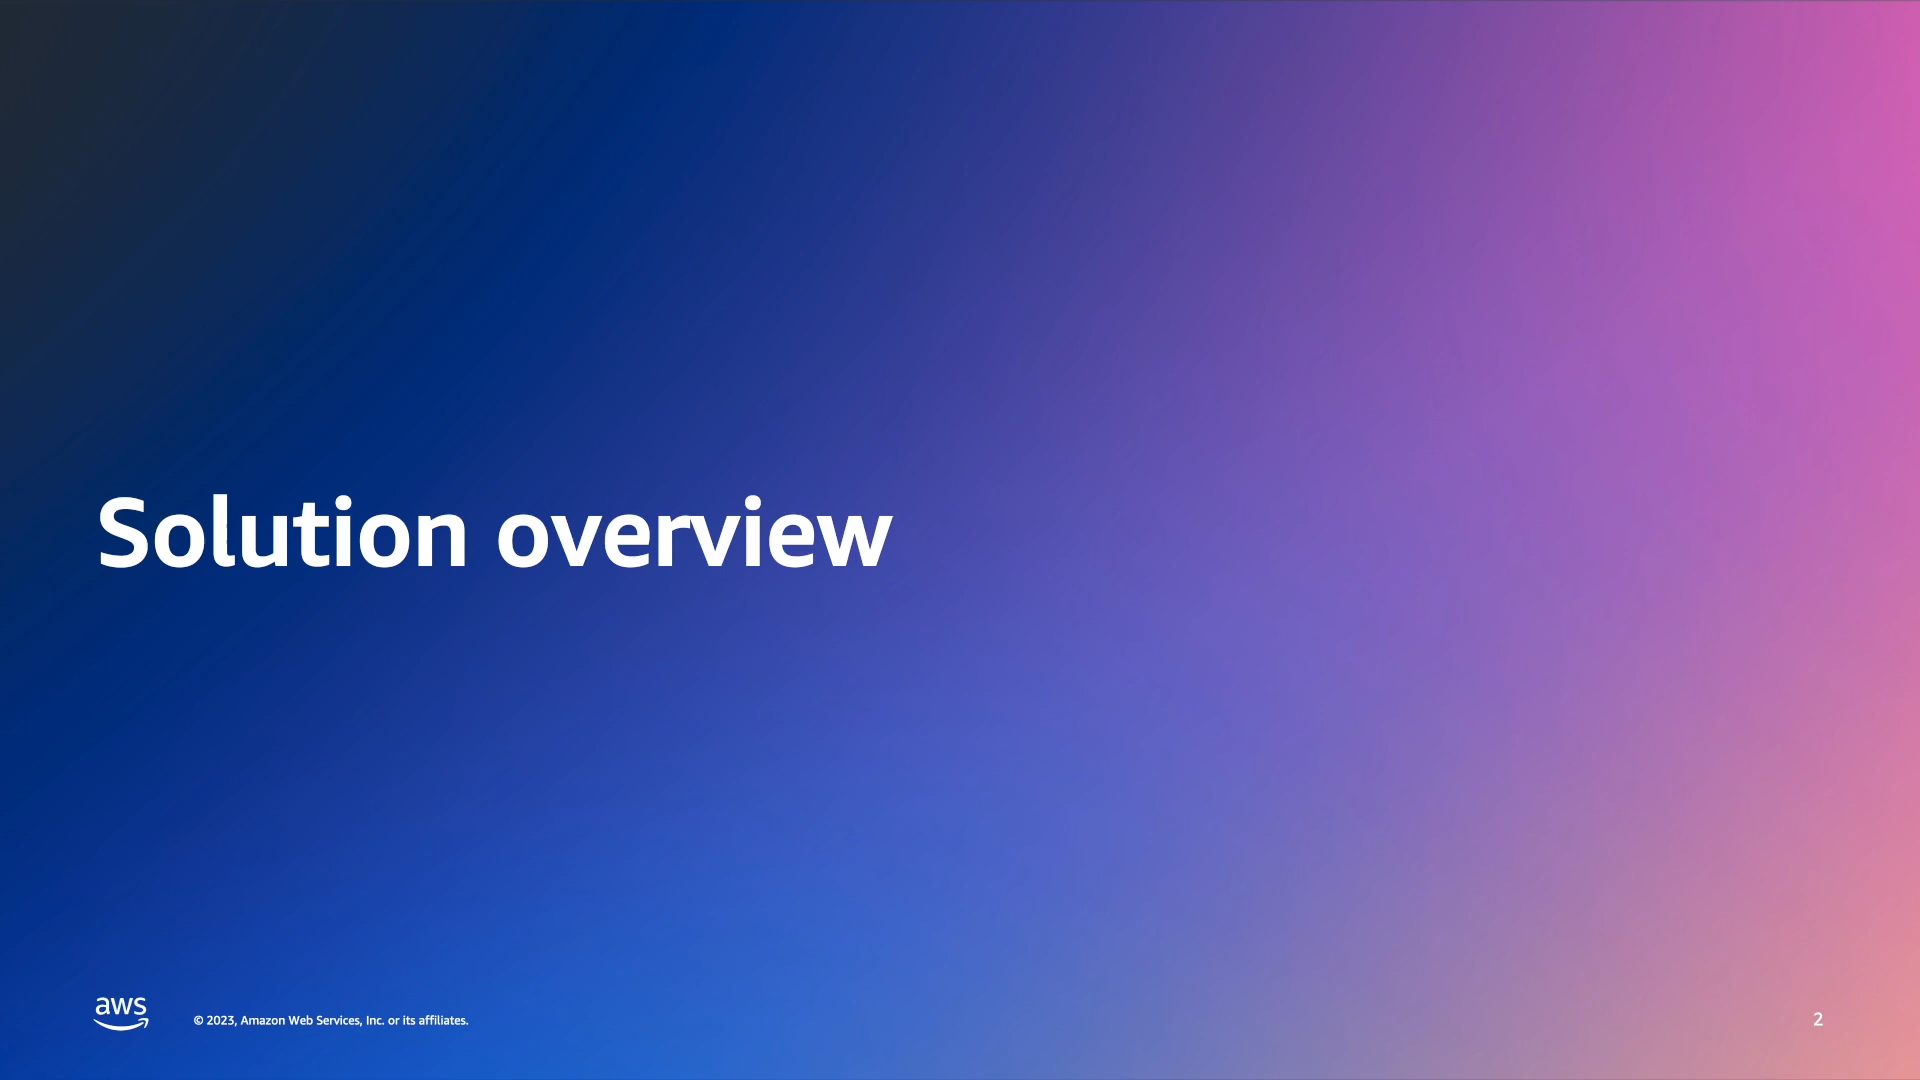 Solution overview
aws
© 2023, Amazon Web Services, Inc. or its affiliates.
2